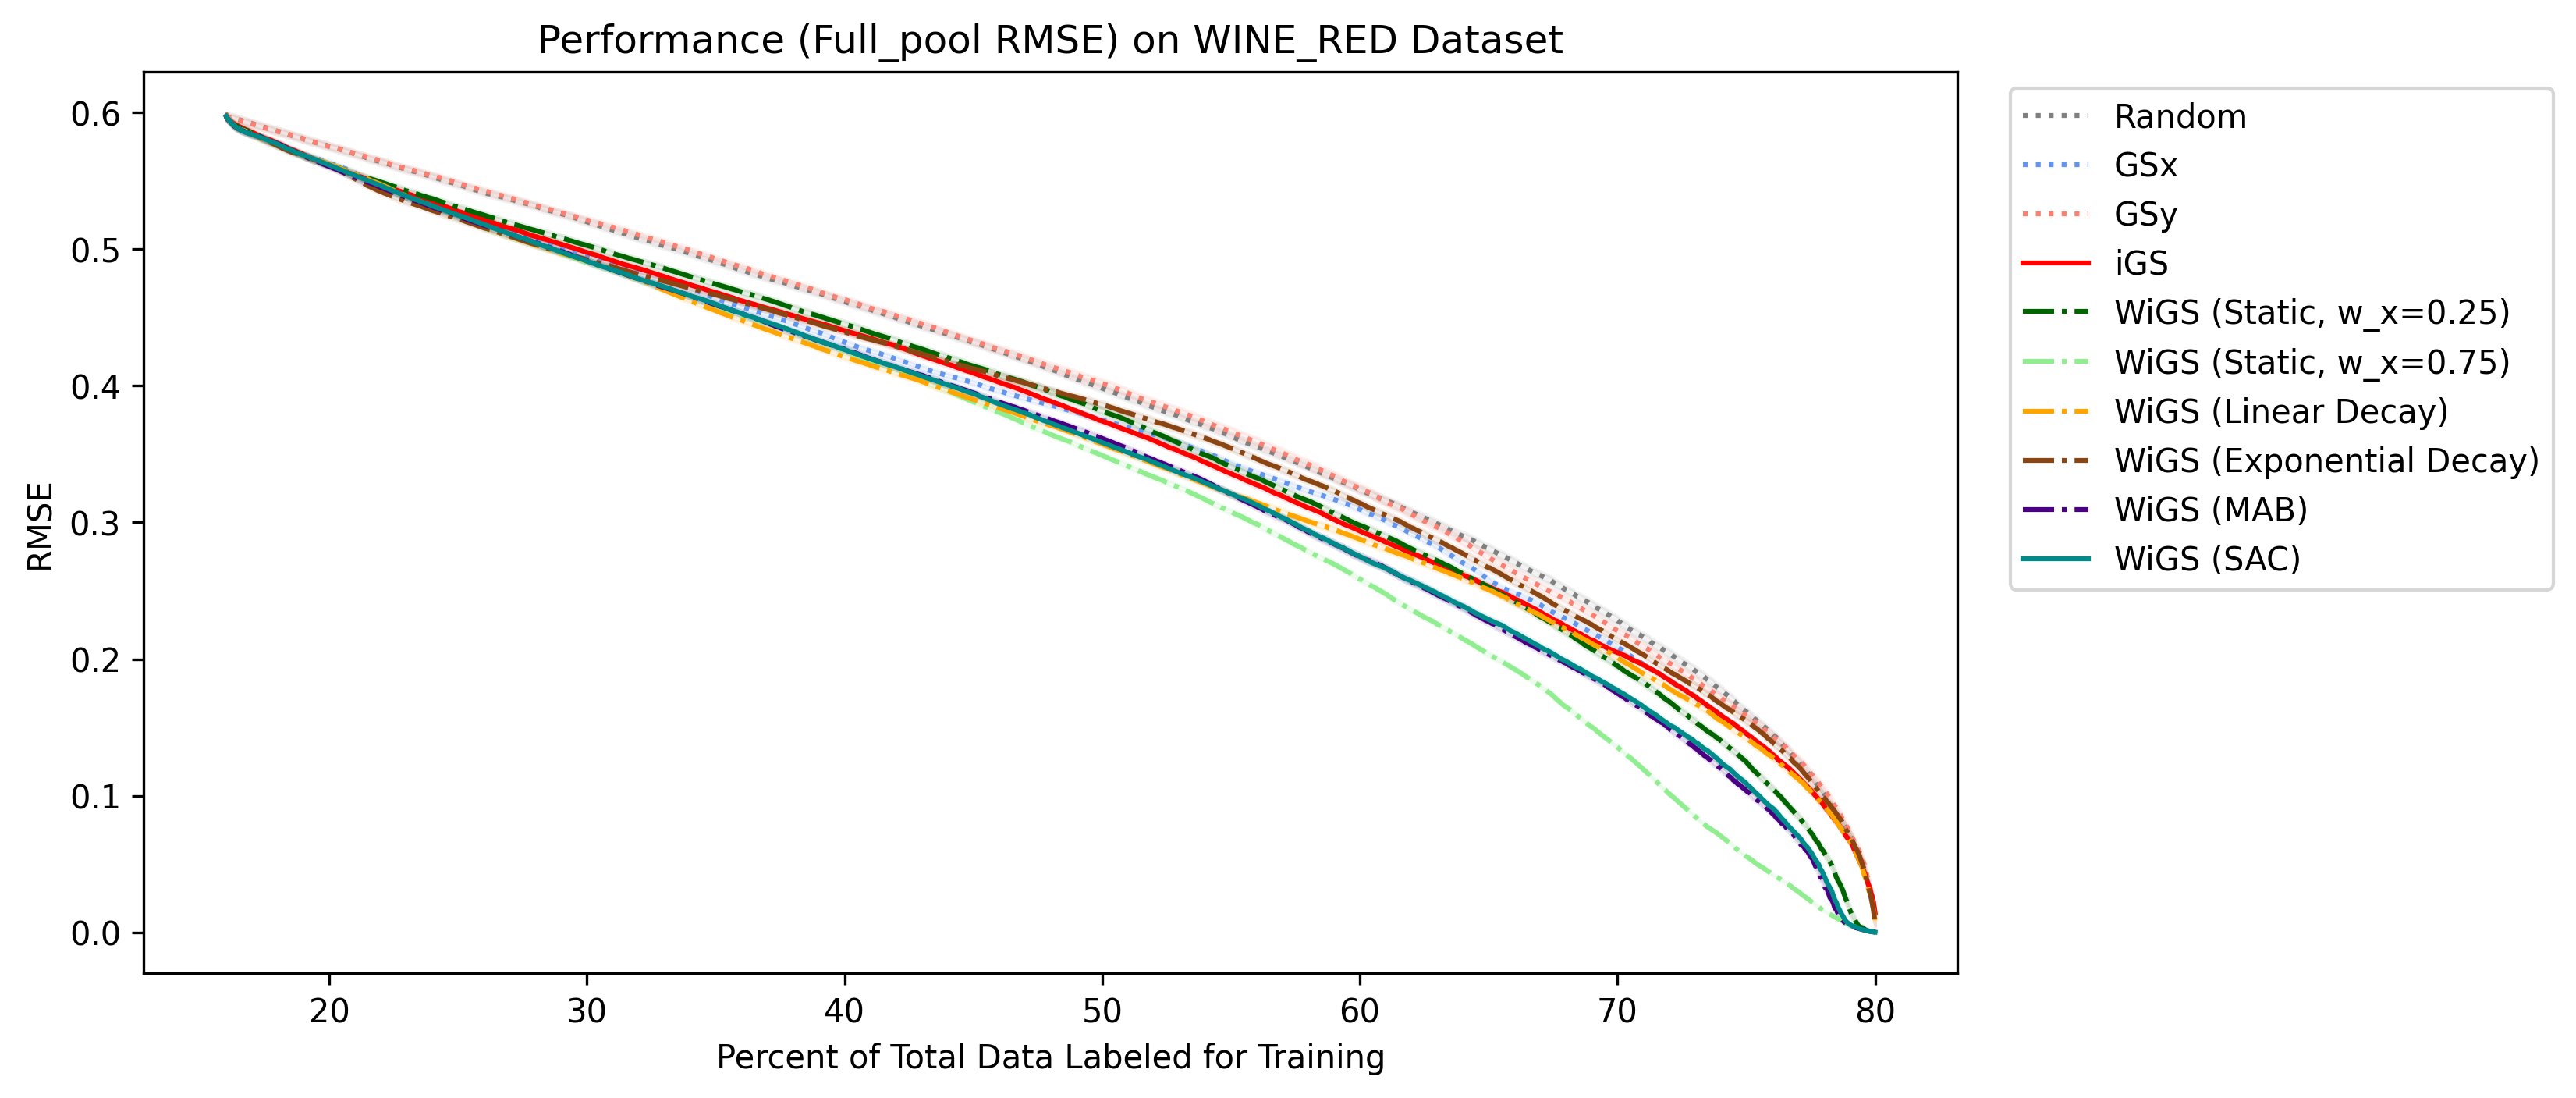 Performance (Full_pool RMSE) on WINE_RED Dataset
RMSE
0.6
0.5
0.4
0.3
0.2
0.1
0.0
20 30 40 50 60 70 80
Percent of Total Data Labeled for Training
Random
GSx
GSy
iGS
WiGS (Static, w_x=0.25)
WiGS (Static, w_x=0.75)
WiGS (Linear Decay)
WiGS (Exponential Decay)
WiGS (MAB)
WiGS (SAC)